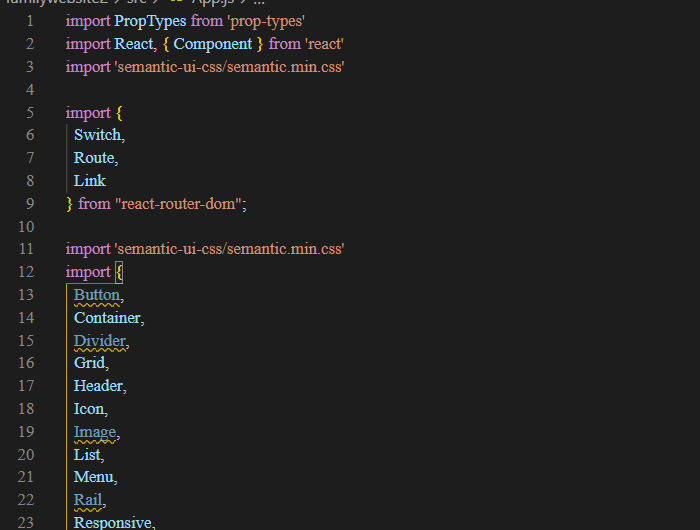 familywebsite2 > src > App.js > ...
1 import PropTypes from 'prop-types'
2 import React, { Component } from 'react'
3 import 'semantic-ui-css/semantic.min.css'
4
5 import {
6 Switch,
7 Route,
8 Link
9 } from "react-router-dom";
10
11 import 'semantic-ui-css/semantic.min.css'
12 import {
13 Button,
14 Container,
15 Divider,
16 Grid,
17 Header,
18 Icon,
19 Image,
20 List,
21 Menu,
22 Rail,
23 Responsive,